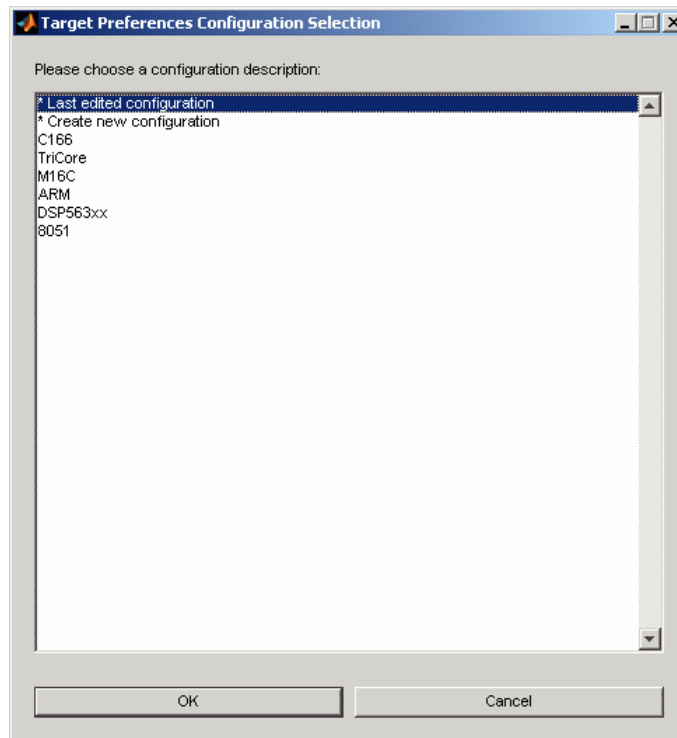 Target Preferences Configuration Selection
Please choose a configuration description:
* Last edited configuration
* Create new configuration
C166
TriCore
M16C
ARM
DSP563xx
8051
OK
Cancel